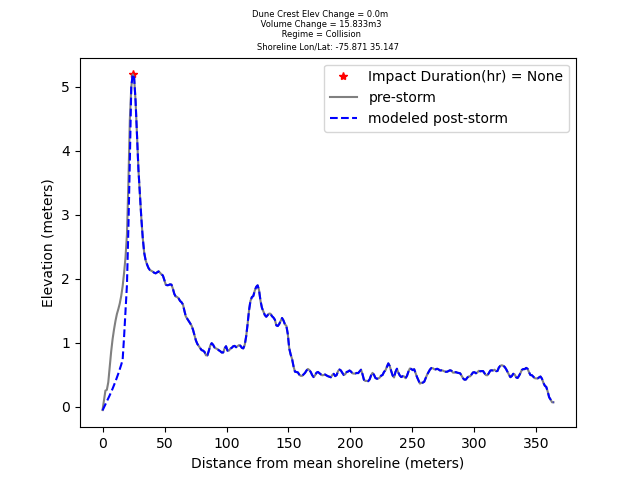 Dune Crest Elev Change = 0.0m
Volume Change = 15.833m3
Regime = Collision
Shoreline Lon/Lat: -75.871 35.147
Impact Duration(hr) = None
pre-storm
modeled post-storm
Elevation (meters)
5
4
3
2
1
0
0 50 100 150 200 250 300 350
Distance from mean shoreline (meters)